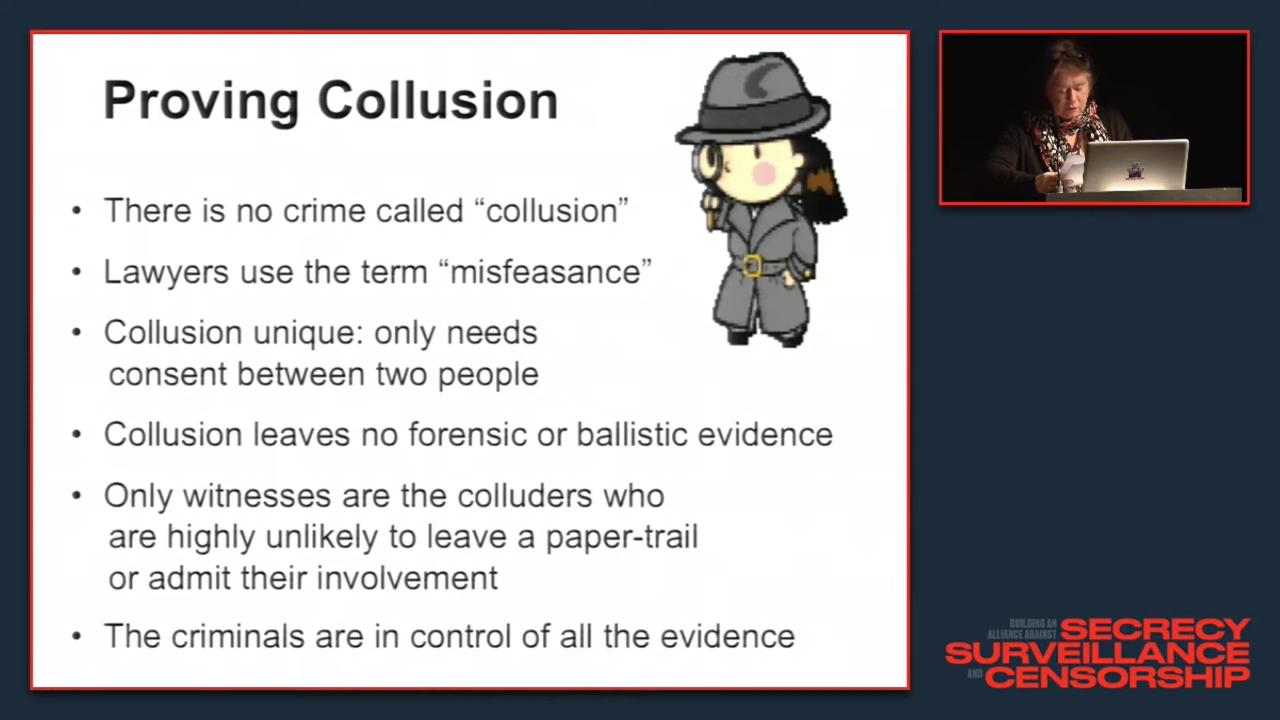 Proving Collusion
• There is no crime called “collusion”
• Lawyers use the term “misfeasance”
• Collusion unique: only needs
consent between two people
• Collusion leaves no forensic or ballistic evidence
• Only witnesses are the colluders who
are highly unlikely to leave a paper-trail
or admit their involvement
• The criminals are in control of all the evidence
BUILDING AN
ALLIANCE AGAINST SECRECY
SURVEILLANCE
AND CENSORSHIP